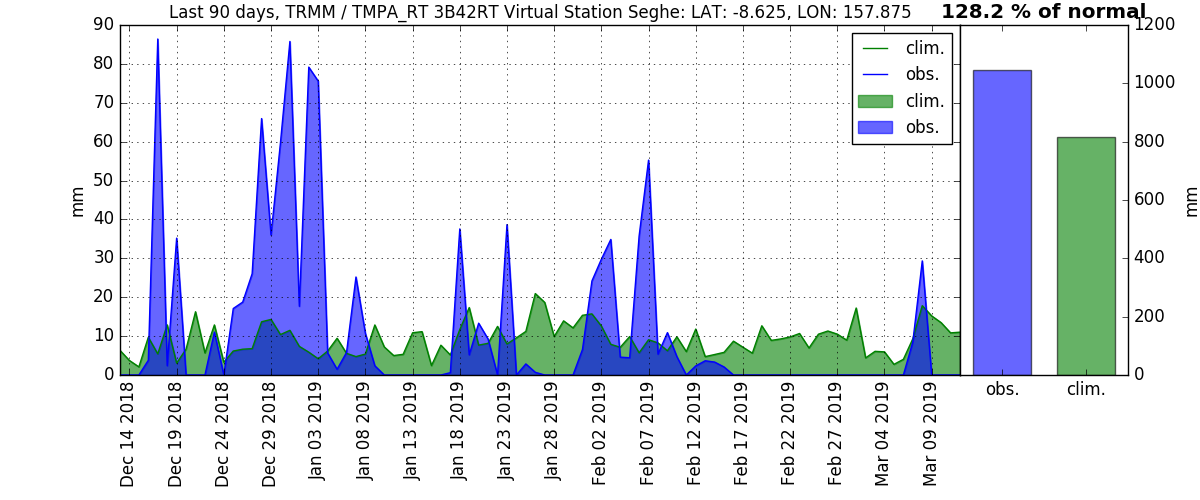 Last 90 days, TRMM / TMPA_RT 3B42RT Virtual Station Seghe: LAT: -8.625, LON: 157.875
128.2 % of normal
90
80
70
60
50
40
30
20
10
0
mm
clim.
obs.
clim.
obs.
Dec 14 2018
Dec 19 2018
Dec 24 2018
Dec 29 2018
Jan 03 2019
Jan 08 2019
Jan 13 2019
Jan 18 2019
Jan 23 2019
Jan 28 2019
Feb 02 2019
Feb 07 2019
Feb 12 2019
Feb 17 2019
Feb 22 2019
Feb 27 2019
Mar 04 2019
Mar 09 2019
1200
1000
800
600
400
200
0
mm
obs.
clim.